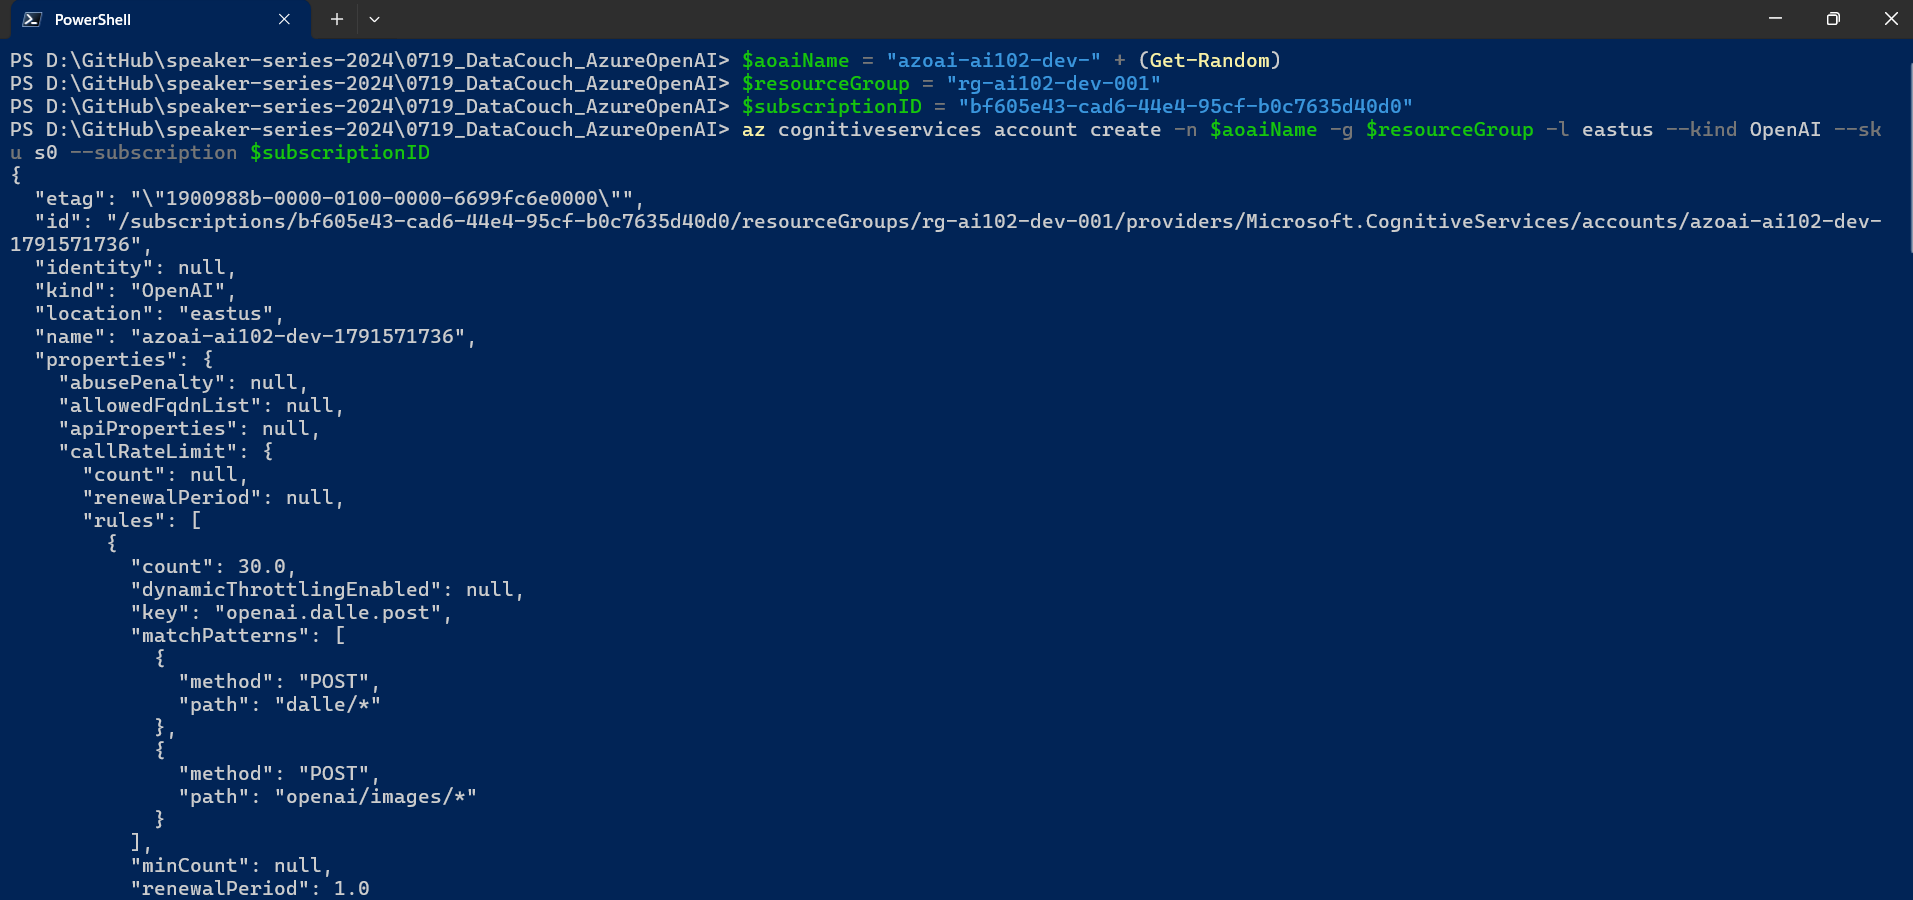 PowerShell
PS D:\GitHub\speaker-series-2024\0719_DataCouch_AzureOpenAI> $aoaiName = "azoai-ai102-dev-" + (Get-Random)
PS D:\GitHub\speaker-series-2024\0719_DataCouch_AzureOpenAI> $resourceGroup = "rg-ai102-dev-001"
PS D:\GitHub\speaker-series-2024\0719_DataCouch_AzureOpenAI> $subscriptionID = "bf605e43-cad6-44e4-95cf-b0c7635d40d0"
PS D:\GitHub\speaker-series-2024\0719_DataCouch_AzureOpenAI> az cognitiveservices account create -n $aoaiName -g $resourceGroup -l eastus --kind OpenAI --sk
u s0 --subscription $subscriptionID
{
  "etag": "\"1900988b-0000-0100-0000-6699fc6e0000\"",
  "id": "/subscriptions/bf605e43-cad6-44e4-95cf-b0c7635d40d0/resourceGroups/rg-ai102-dev-001/providers/Microsoft.CognitiveServices/accounts/azoai-ai102-dev-
1791571736",
  "identity": null,
  "kind": "OpenAI",
  "location": "eastus",
  "name": "azoai-ai102-dev-1791571736",
  "properties": {
    "abusePenalty": null,
    "allowedFqdnList": null,
    "apiProperties": null,
    "callRateLimit": {
      "count": null,
      "renewalPeriod": null,
      "rules": [
        {
          "count": 30.0,
          "dynamicThrottlingEnabled": null,
          "key": "openai.dalle.post",
          "matchPatterns": [
            {
              "method": "POST",
              "path": "dalle/*"
            },
            {
              "method": "POST",
              "path": "openai/images/*"
            }
          ],
          "minCount": null,
          "renewalPeriod": 1.0